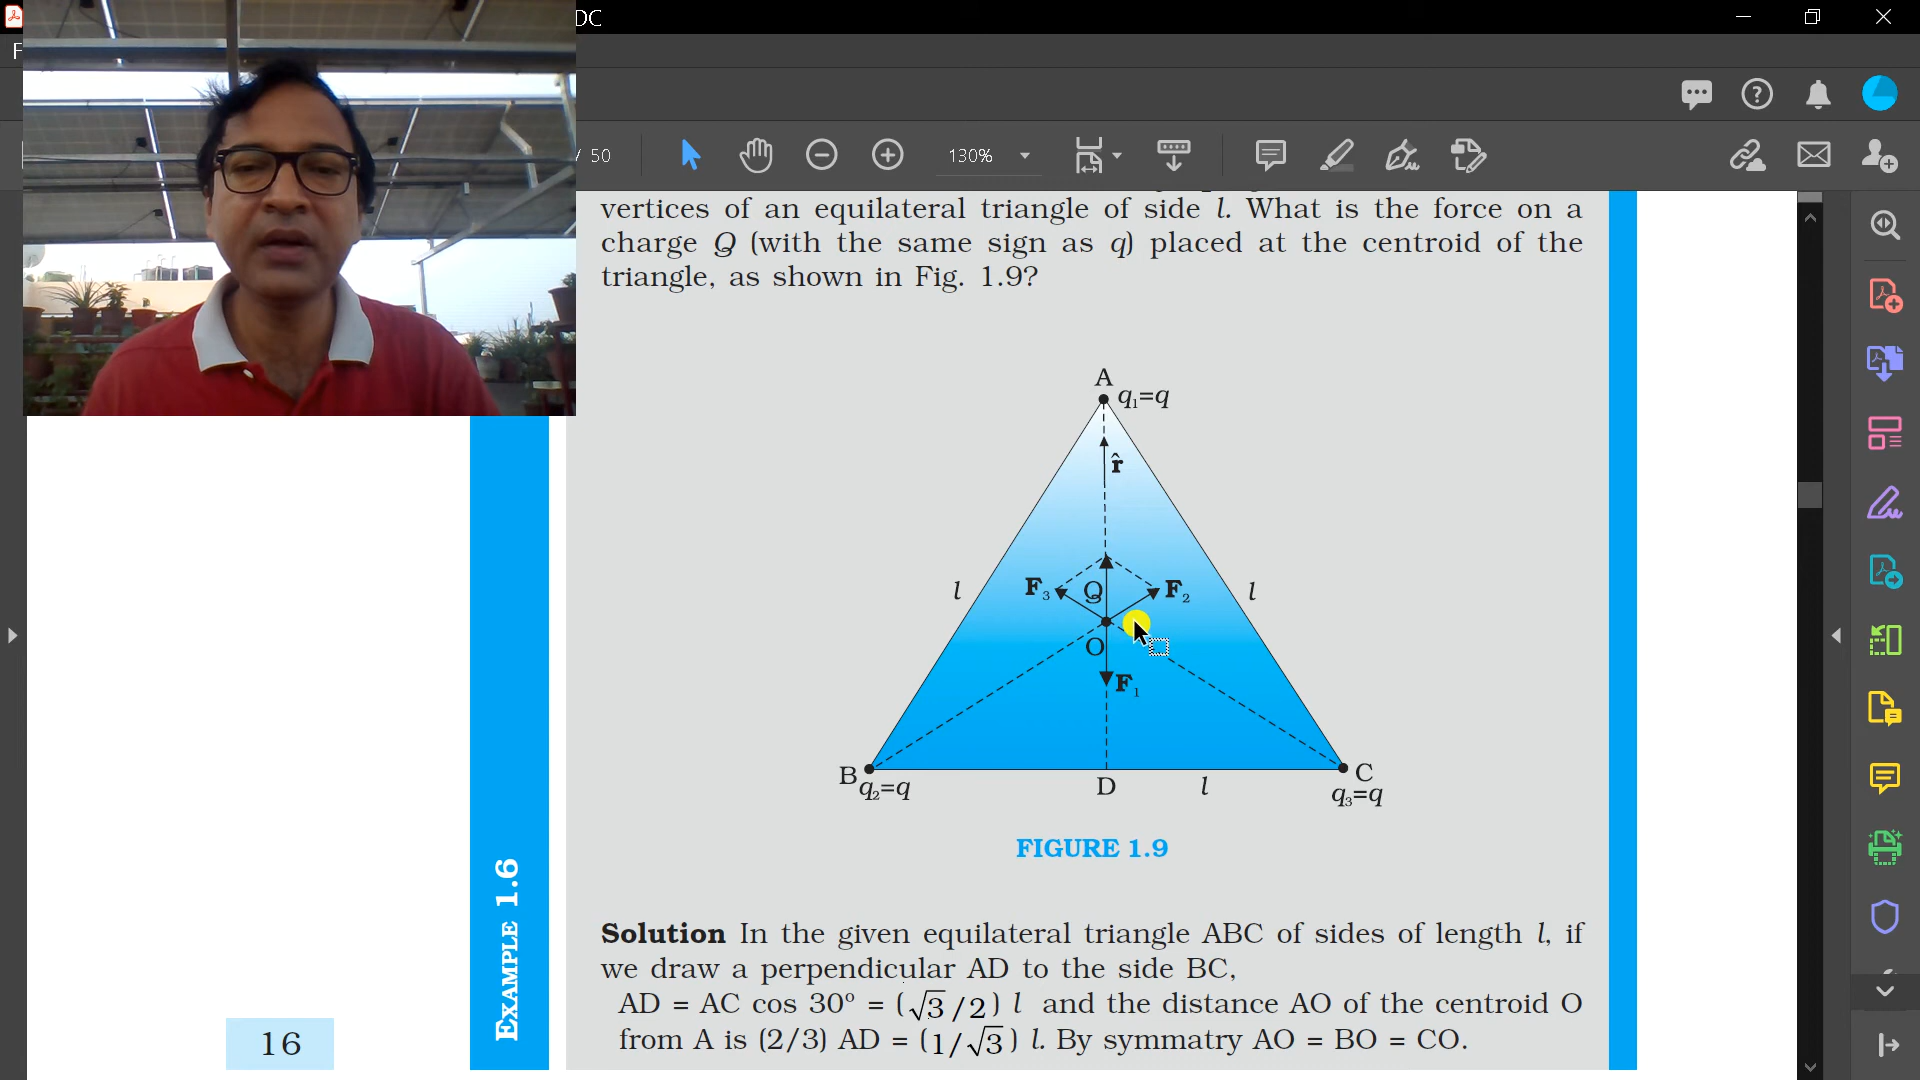 DC
F
/ 50
130%
vertices of an equilateral triangle of side l. What is the force on a
charge Q (with the same sign as q) placed at the centroid of the
triangle, as shown in Fig. 1.9?
A
q₁=q
r̂
l
F₃
Q
F₂
l
O
F₁
B
q₂=q
D
l
C
q₃=q
FIGURE 1.9
EXAMPLE 1.6
Solution In the given equilateral triangle ABC of sides of length l, if
we draw a perpendicular AD to the side BC,
AD = AC cos 30º = (√3/2) l and the distance AO of the centroid O
from A is (2/3) AD = (1/√3) l. By symmatry AO = BO = CO.
16